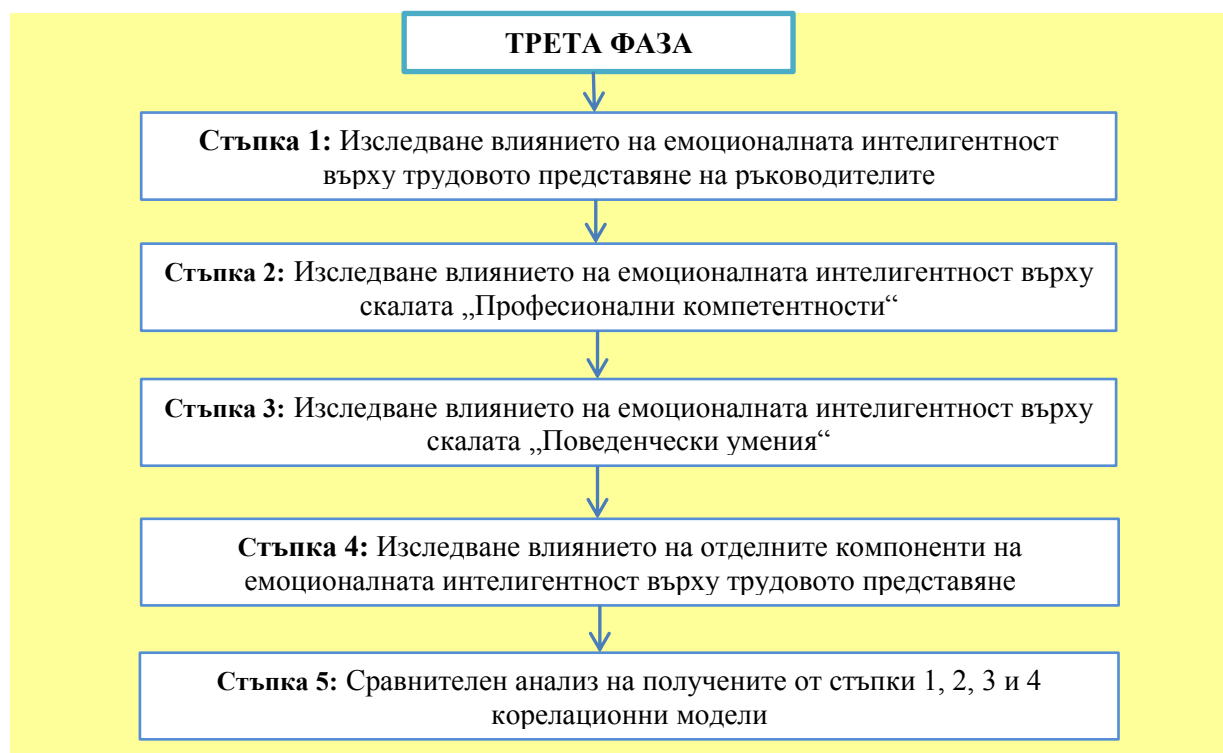 ТРЕТА ФАЗА
Стъпка 1: Изследване влиянието на емоционалната интелигентност
върху трудовото представяне на ръководителите
Стъпка 2: Изследване влиянието на емоционалната интелигентност върху
скалата „Професионални компетентности“
Стъпка 3: Изследване влиянието на емоционалната интелигентност върху
скалата „Поведенчески умения“
Стъпка 4: Изследване влиянието на отделните компоненти на
емоционалната интелигентност върху трудовото представяне
Стъпка 5: Сравнителен анализ на получените от стъпки 1, 2, 3 и 4
корелационни модели